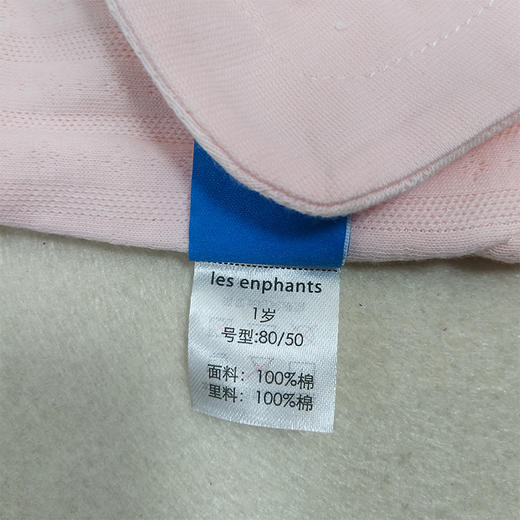 les enphants
1岁
号型:80/50
面料：100%棉
里料：100%棉